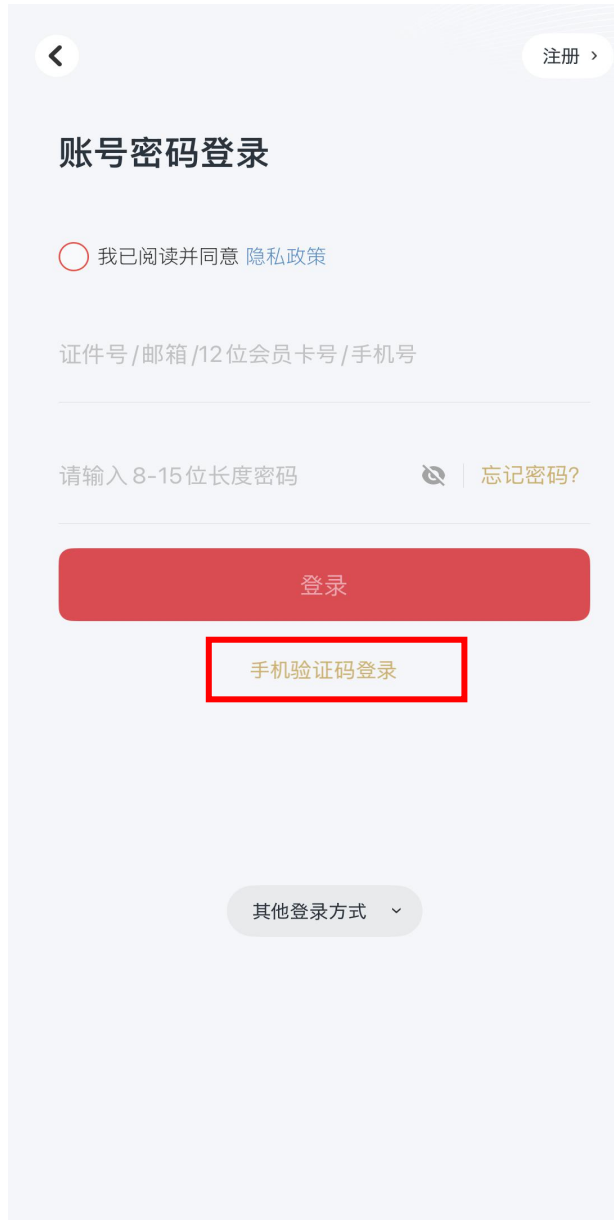 注册
账号密码登录
我已阅读并同意 隐私政策
证件号/邮箱/12位会员卡号/手机号
请输入8-15位长度密码 忘记密码?
登录
手机验证码登录
其他登录方式